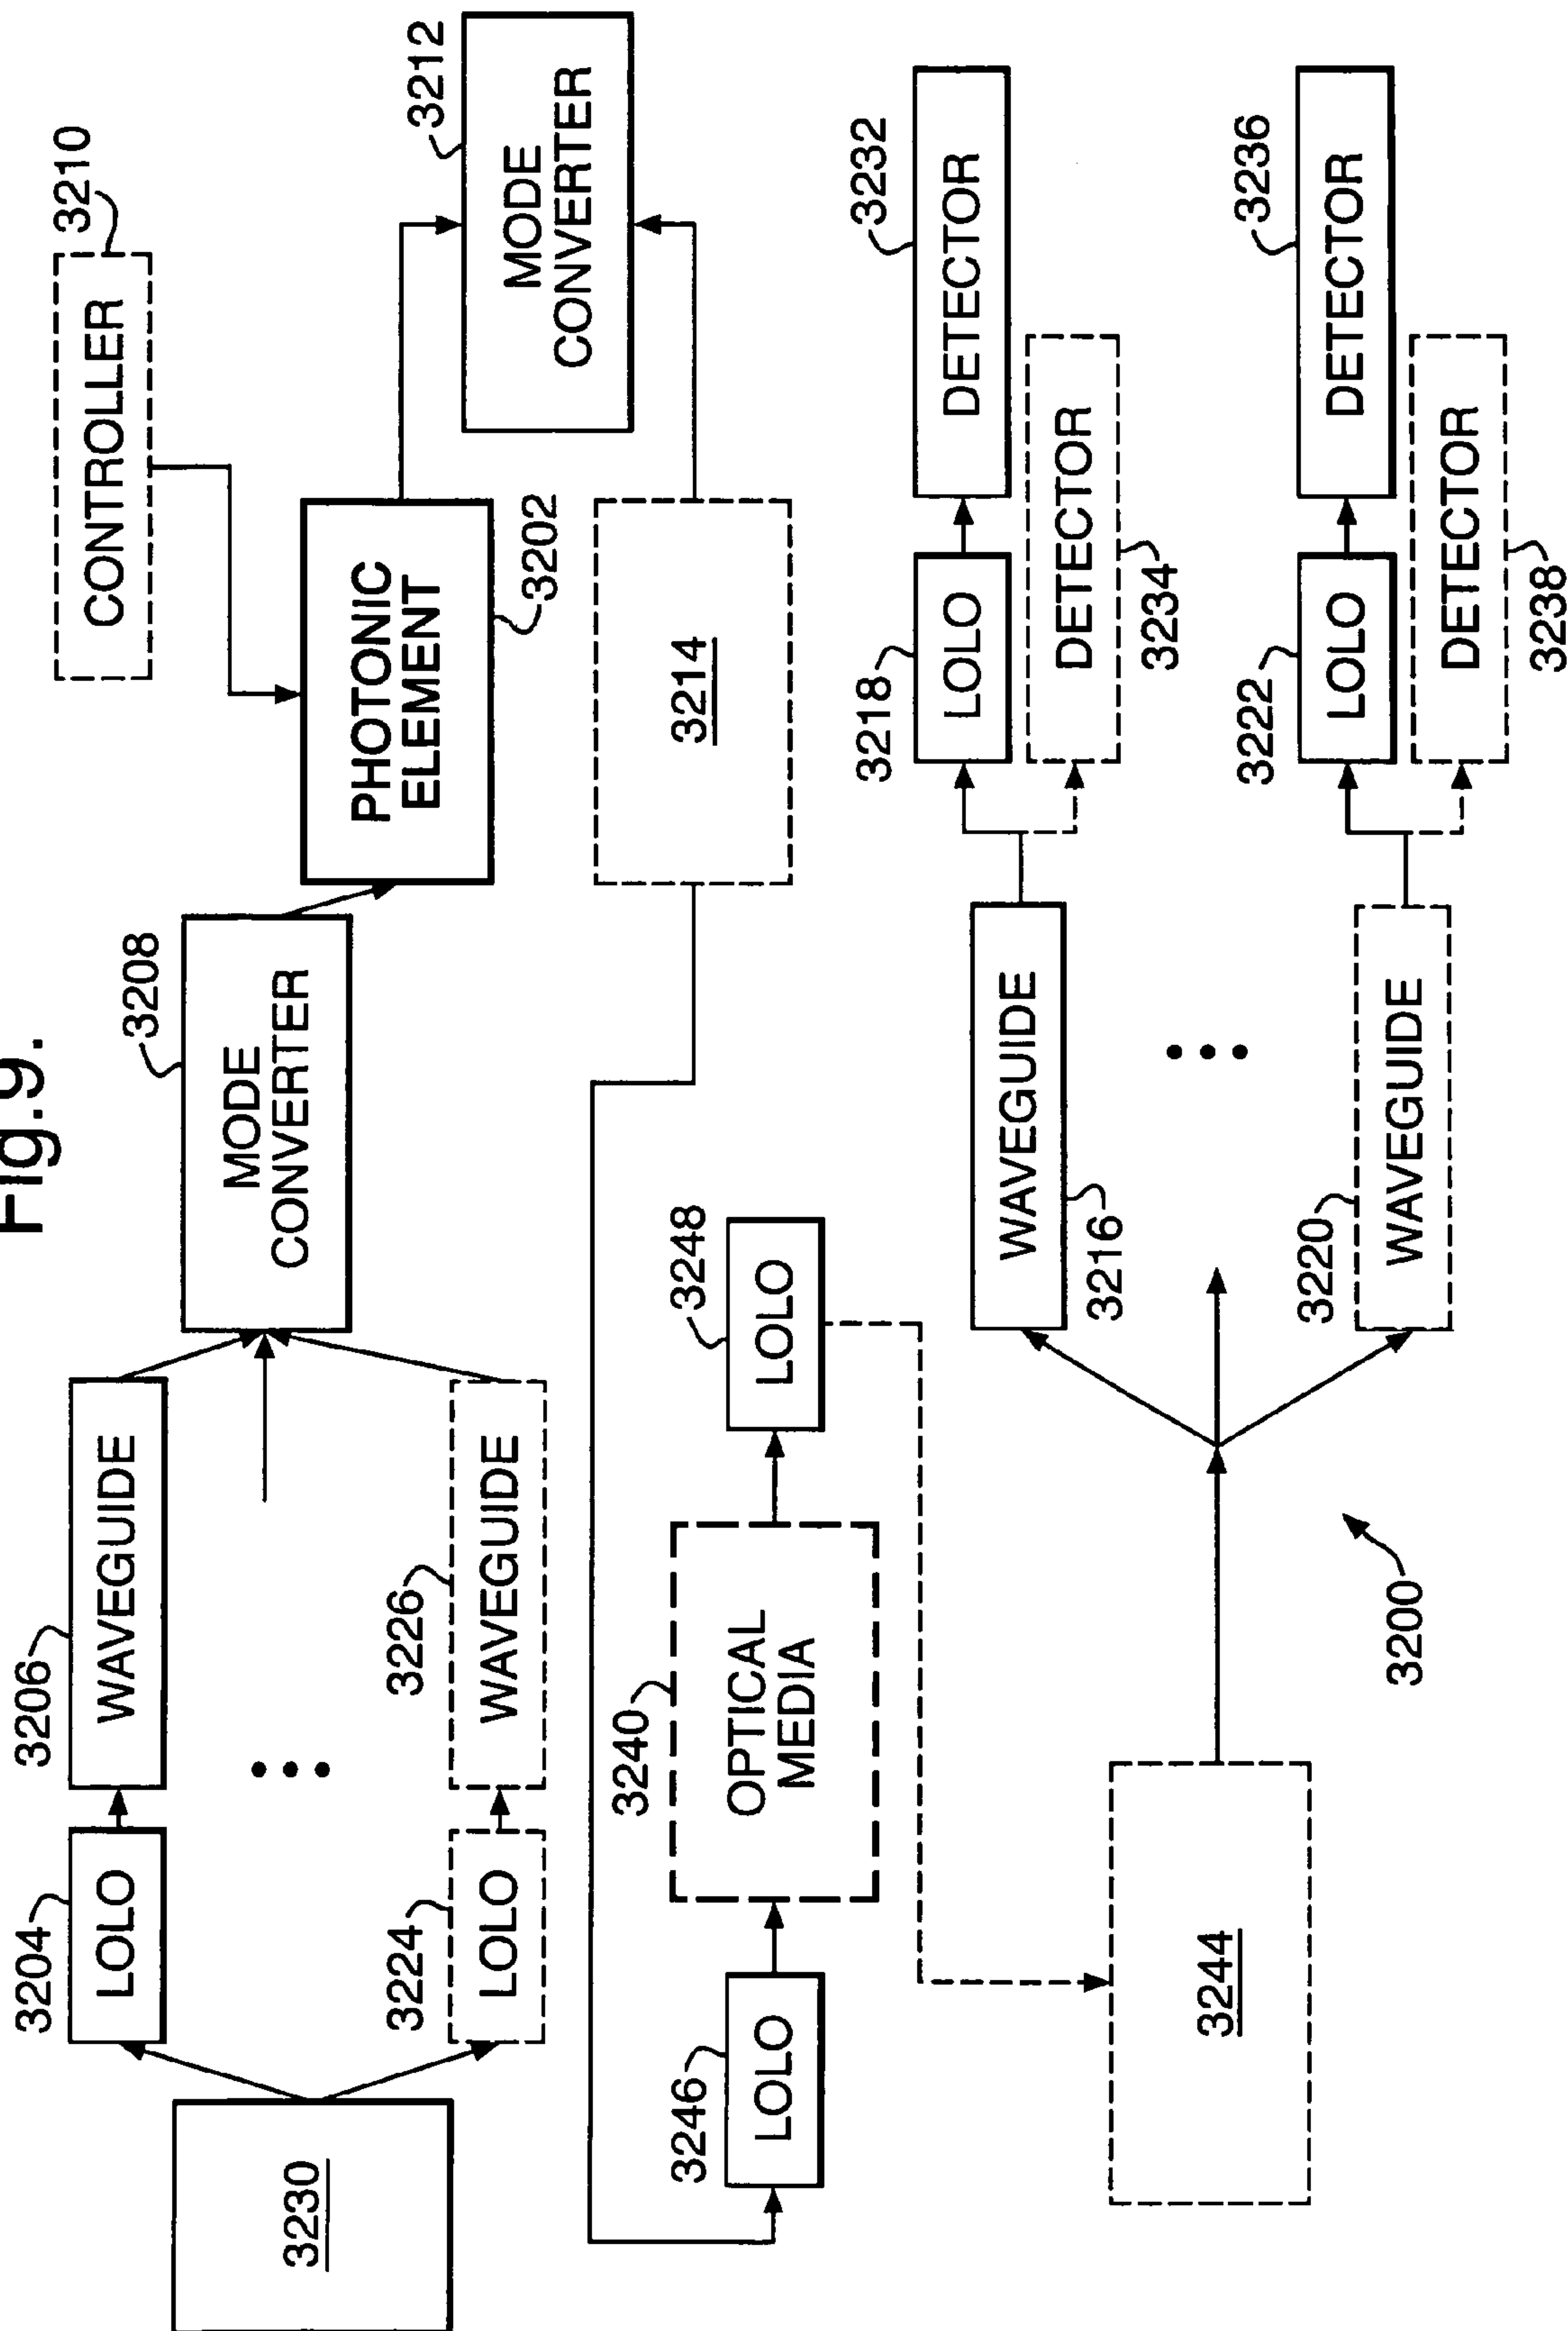 Fig.9.
3210
CONTROLLER
3212
MODE
CONVERTER
3208
MODE
CONVERTER
PHOTONIC
ELEMENT
3202
3206
WAVEGUIDE
3204
LOLO
3226
WAVEGUIDE
3224
LOLO
3230
3214
3248
LOLO
3240
OPTICAL
MEDIA
3246
LOLO
3232
DETECTOR
3218
LOLO
DETECTOR
3234
WAVEGUIDE
3216
3236
DETECTOR
3222
LOLO
DETECTOR
3238
3220
WAVEGUIDE
3244
3200